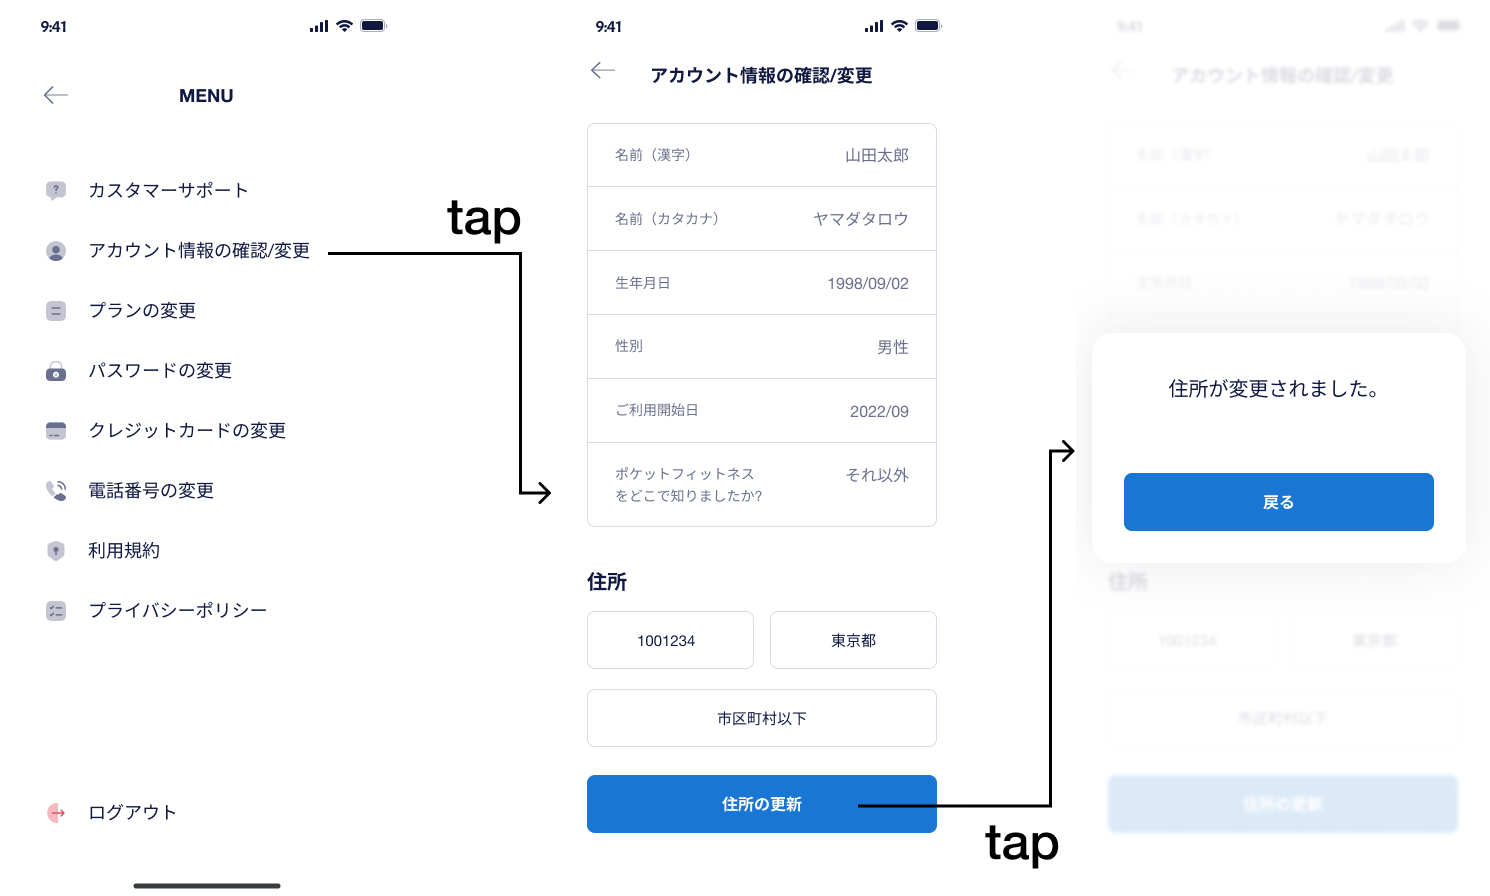 9:41
MENU
カスタマーサポート
アカウント情報の確認/変更
プランの変更
パスワードの変更
クレジットカードの変更
電話番号の変更
利用規約
プライバシーポリシー
ログアウト
tap
9:41
アカウント情報の確認/変更
名前（漢字）
山田太郎
名前（カタカナ）
ヤマダタロウ
生年月日
1998/09/02
性別
男性
ご利用開始日
2022/09
ポケットフィットネス
をどこで知りましたか?
それ以外
住所
1001234
東京都
市区町村以下
住所の更新
tap
9:41
アカウント情報の確認/変更
名前（漢字）
山田太郎
名前（カタカナ）
ヤマダタロウ
生年月日
1998/09/02
住所が変更されました。
戻る
住所
1001234
東京都
市区町村以下
住所の更新